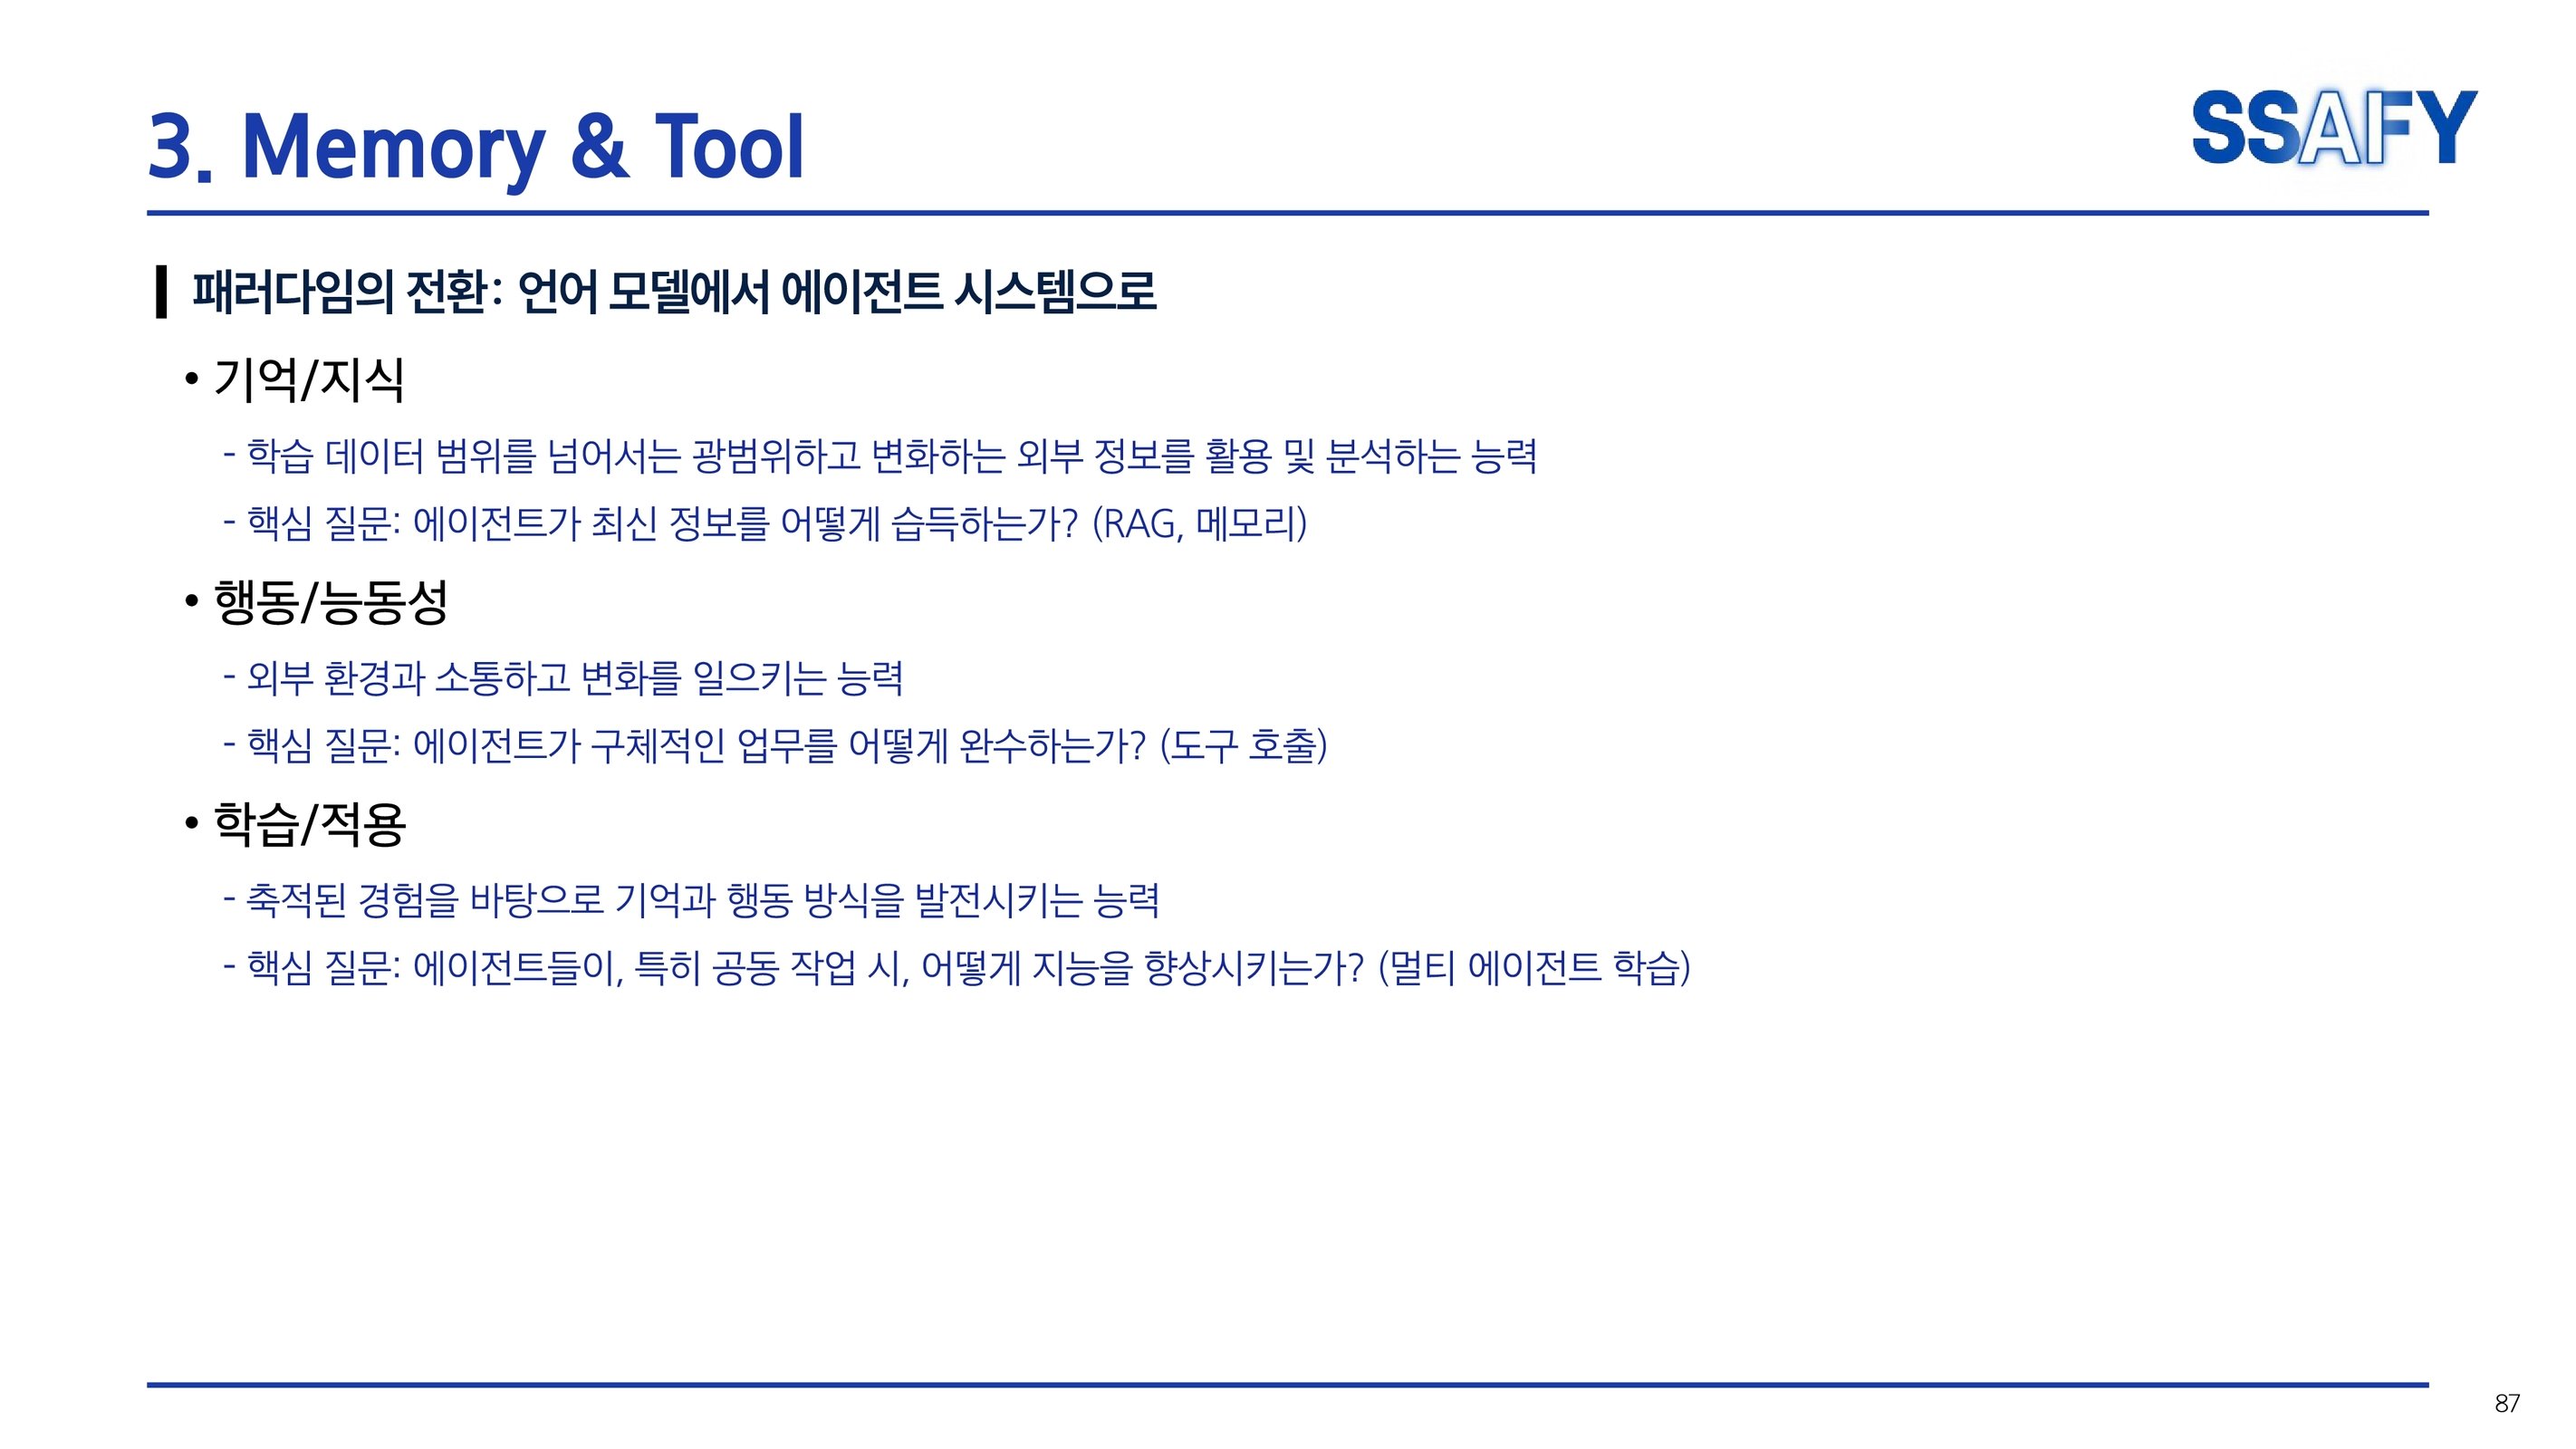 3. Memory & Tool
SSAFY
패러다임의 전환: 언어 모델에서 에이전트 시스템으로
• 기억/지식
- 학습 데이터 범위를 넘어서는 광범위하고 변화하는 외부 정보를 활용 및 분석하는 능력
- 핵심 질문: 에이전트가 최신 정보를 어떻게 습득하는가? (RAG, 메모리)
• 행동/능동성
- 외부 환경과 소통하고 변화를 일으키는 능력
- 핵심 질문: 에이전트가 구체적인 업무를 어떻게 완수하는가? (도구 호출)
• 학습/적용
- 축적된 경험을 바탕으로 기억과 행동 방식을 발전시키는 능력
- 핵심 질문: 에이전트들이, 특히 공동 작업 시, 어떻게 지능을 향상시키는가? (멀티 에이전트 학습)
87